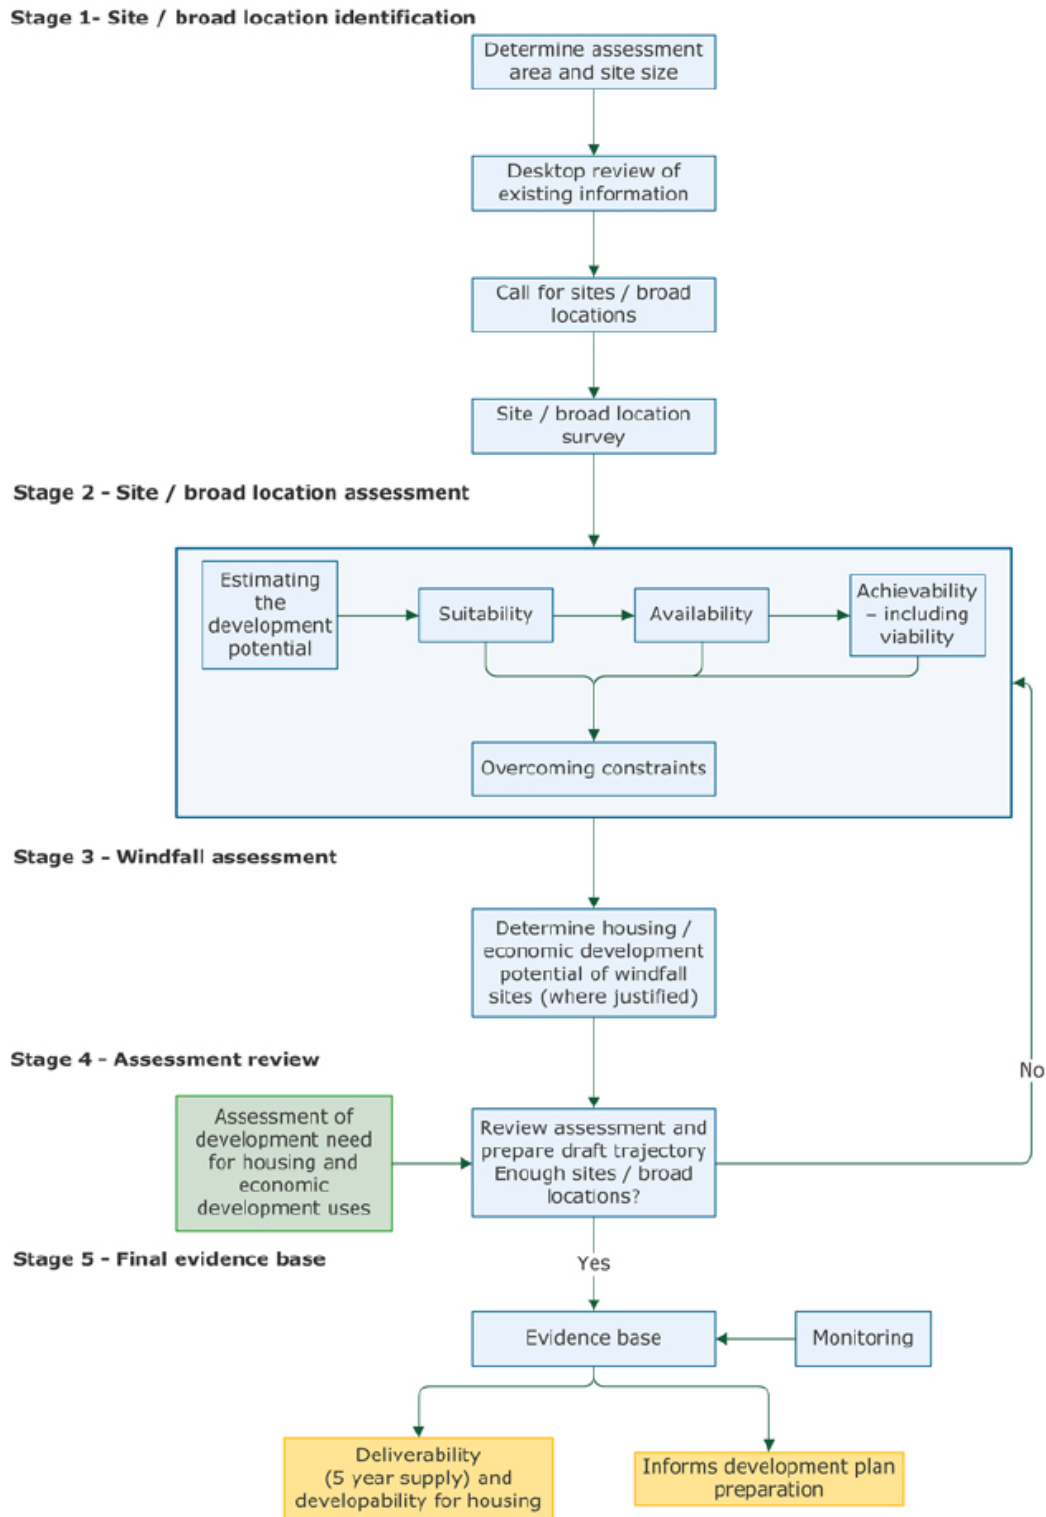 Stage 1- Site / broad location identification
Determine assessment
area and site size
Desktop review of
existing information
Call for sites / broad
locations
Site / broad location
survey
Stage 2 - Site / broad location assessment
Estimating
the
development
potential
Suitability
Availability
Achievability
– including
viability
Overcoming constraints
Stage 3 - Windfall assessment
Determine housing /
economic development
potential of windfall
sites (where justified)
Stage 4 - Assessment review
No
Assessment of
development need
for housing and
economic
development uses
Review assessment and
prepare draft trajectory
Enough sites / broad
locations?
Stage 5 - Final evidence base
Yes
Evidence base
Monitoring
Deliverability
(5 year supply) and
developability for housing
Informs development plan
preparation